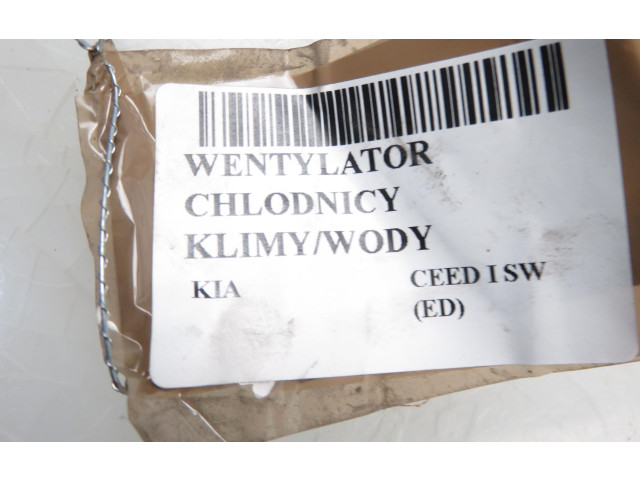 WENTYLATOR
CHLODNICY
KLIMY/WODY
KIA CEED I SW
(ED)